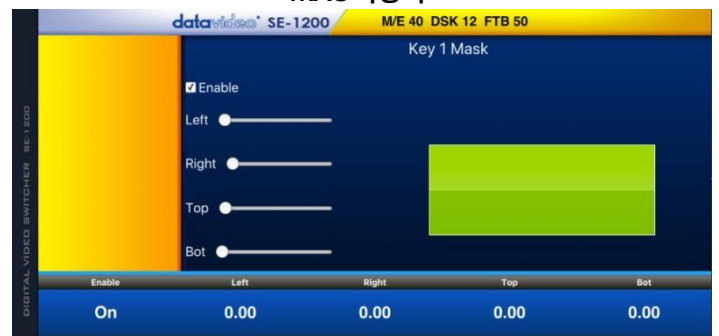 datavideo® SE-1200 M/E 40 DSK 12 FTB 50
Key 1 Mask
Enable
Left
Right
Top
Bot
DIGITAL VIDEO SWITCHER SE-1200
Enable Left Right Top Bot
On 0.00 0.00 0.00 0.00